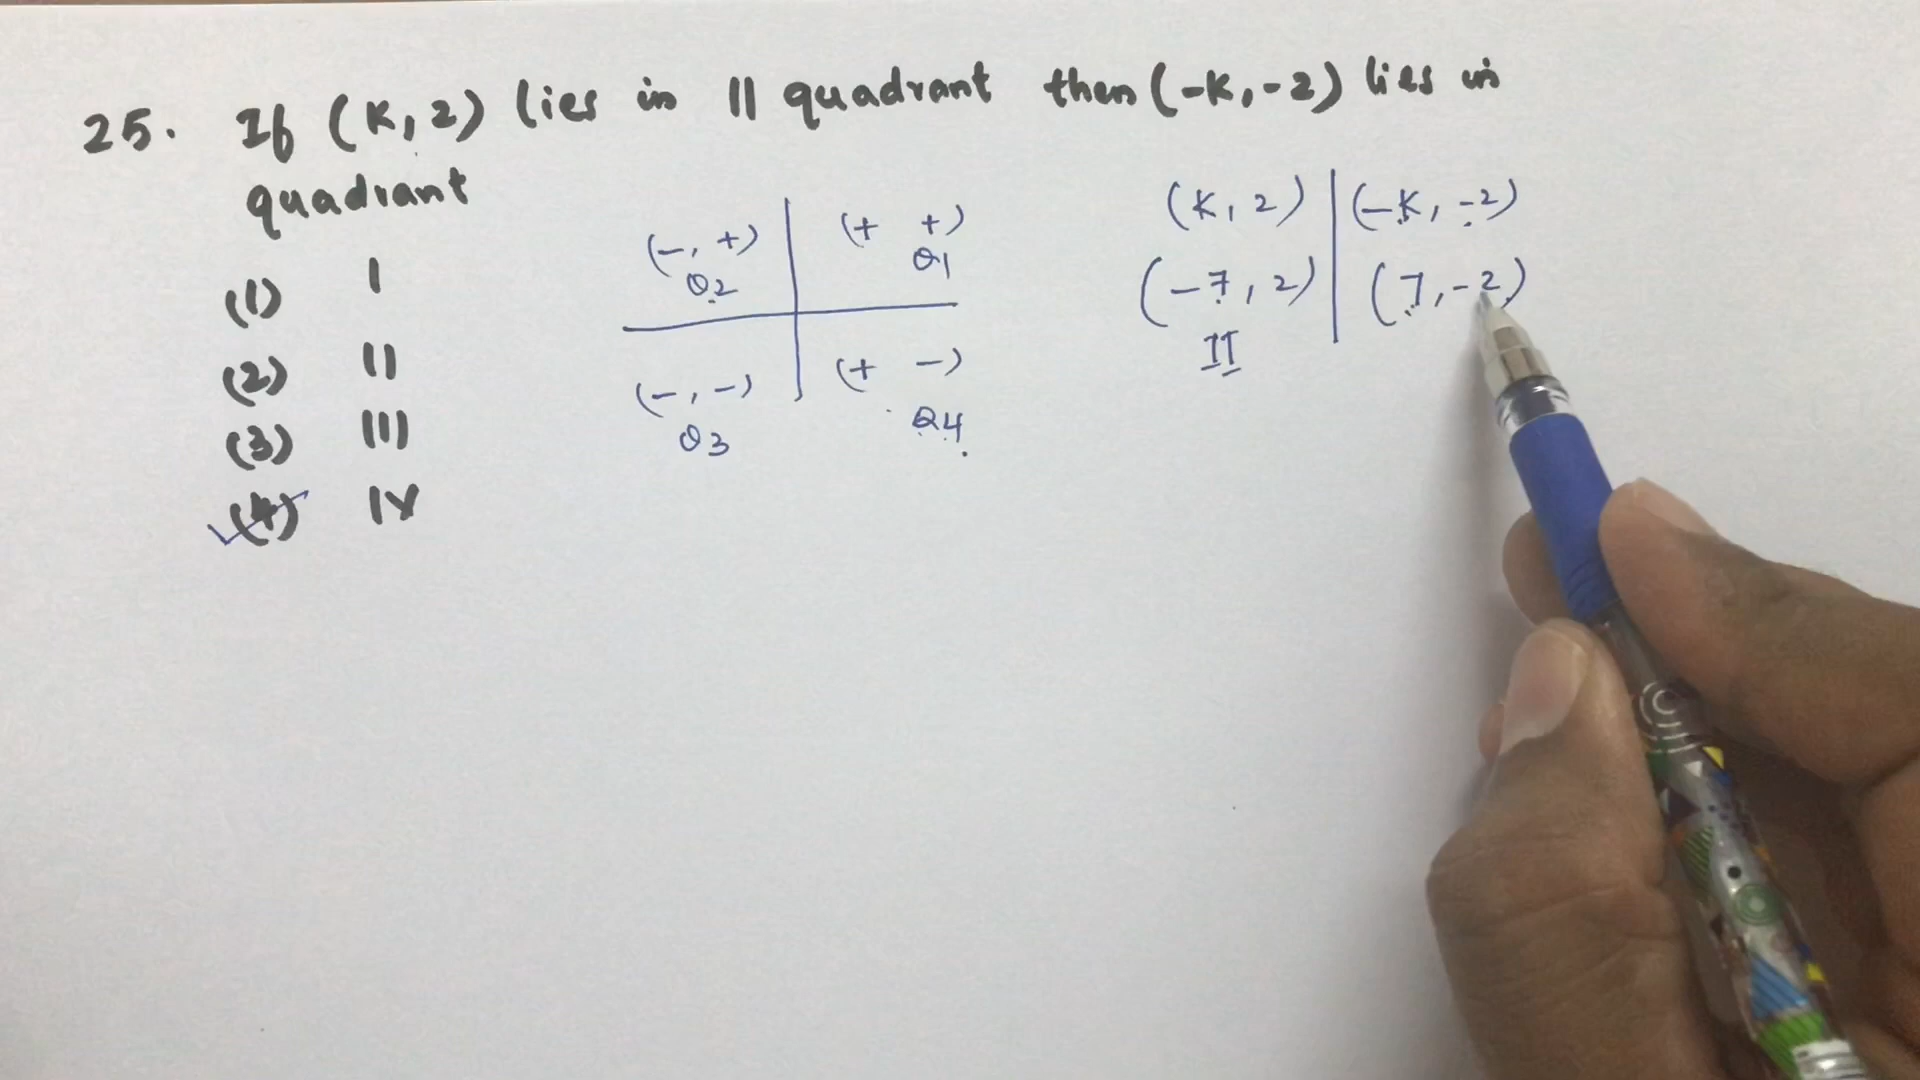 25. If (K, 2) lies in II quadrant then (-K, -2) lies in
quadrant
(1) I
(2) II
(3) III
(4) IV
(-, +) (+ +)
Q2 Q1
(-, -) (+ -)
Q3 Q4
(K, 2) (-K, -2)
(-7, 2) (7, -2)
II